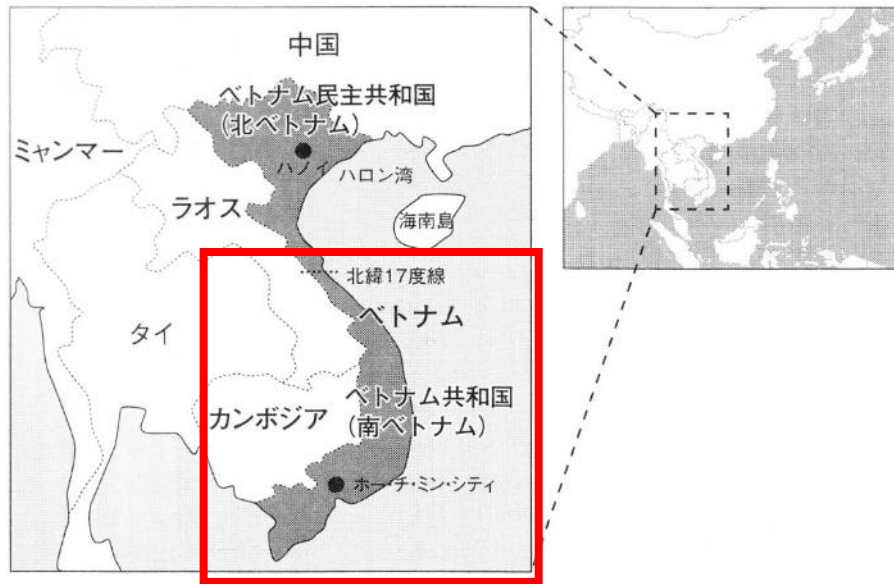 中国
ベトナム民主共和国
(北ベトナム)
ミャンマー
ハノイ
ハロン湾
ラオス
海南島
北緯17度線
ベトナム
タイ
ベトナム共和国
(南ベトナム)
カンボジア
ホー・チ・ミン・シティ